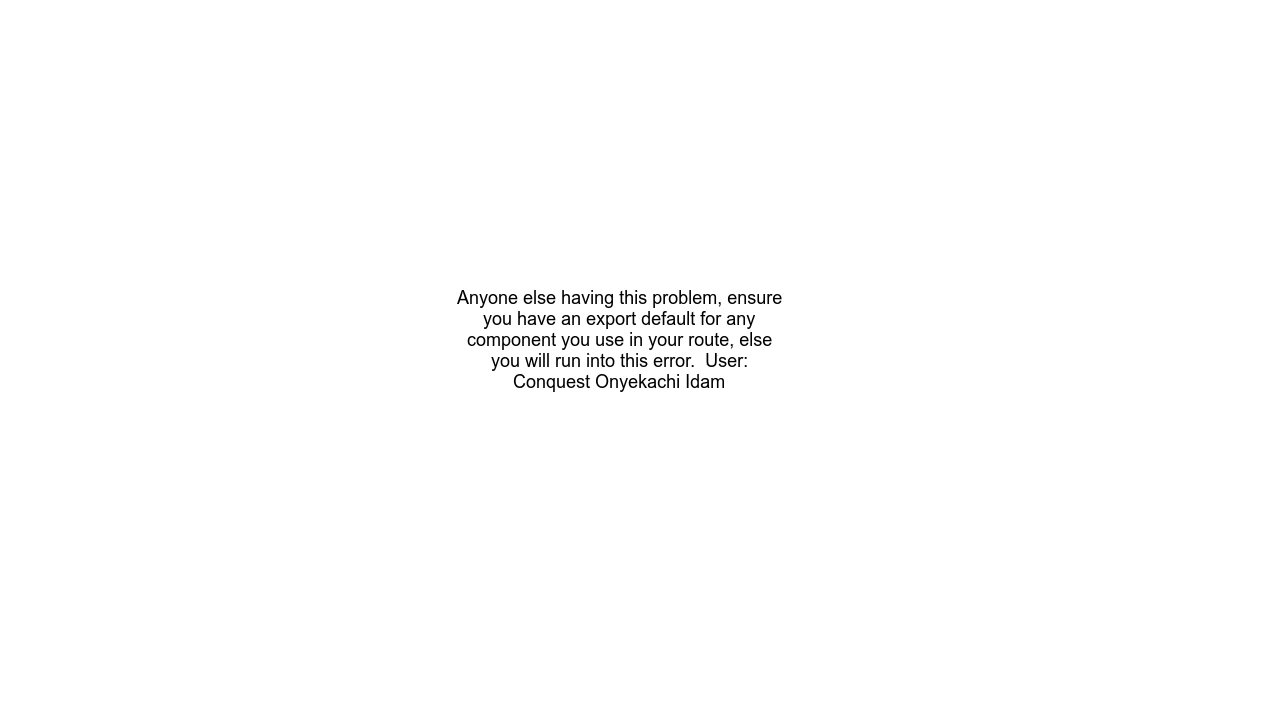 Anyone else having this problem, ensure
you have an export default for any
component you use in your route, else
you will run into this error.  User:
Conquest Onyekachi Idam